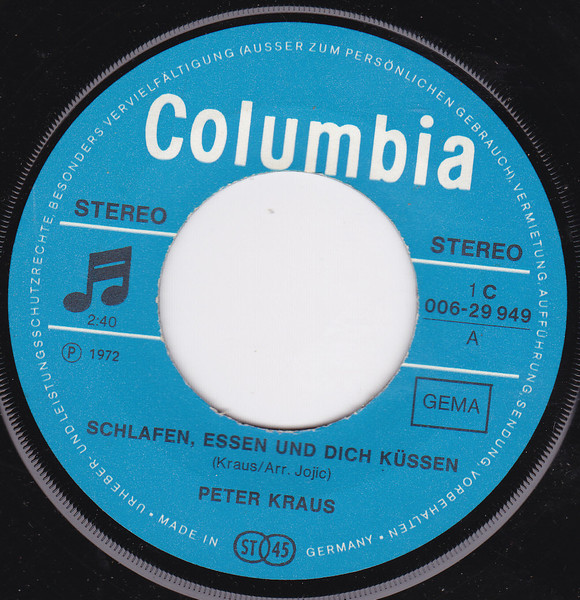 URHEBER- UND LEISTUNGSSCHUTZRECHTE, BESONDERS VERVIELFÄLTIGUNG (AUSSER ZUM PERSÖNLICHEN GEBRAUCH), VERMIETUNG, AUFFÜHRUNG, SENDUNG VORBEHALTEN • MADE IN GERMANY •
Columbia
STEREO
STEREO
2:40
1 C
006-29 949
A
Ⓟ 1972
GEMA
SCHLAFEN, ESSEN UND DICH KÜSSEN
(Kraus/Arr. Jojic)
PETER KRAUS
ST 45